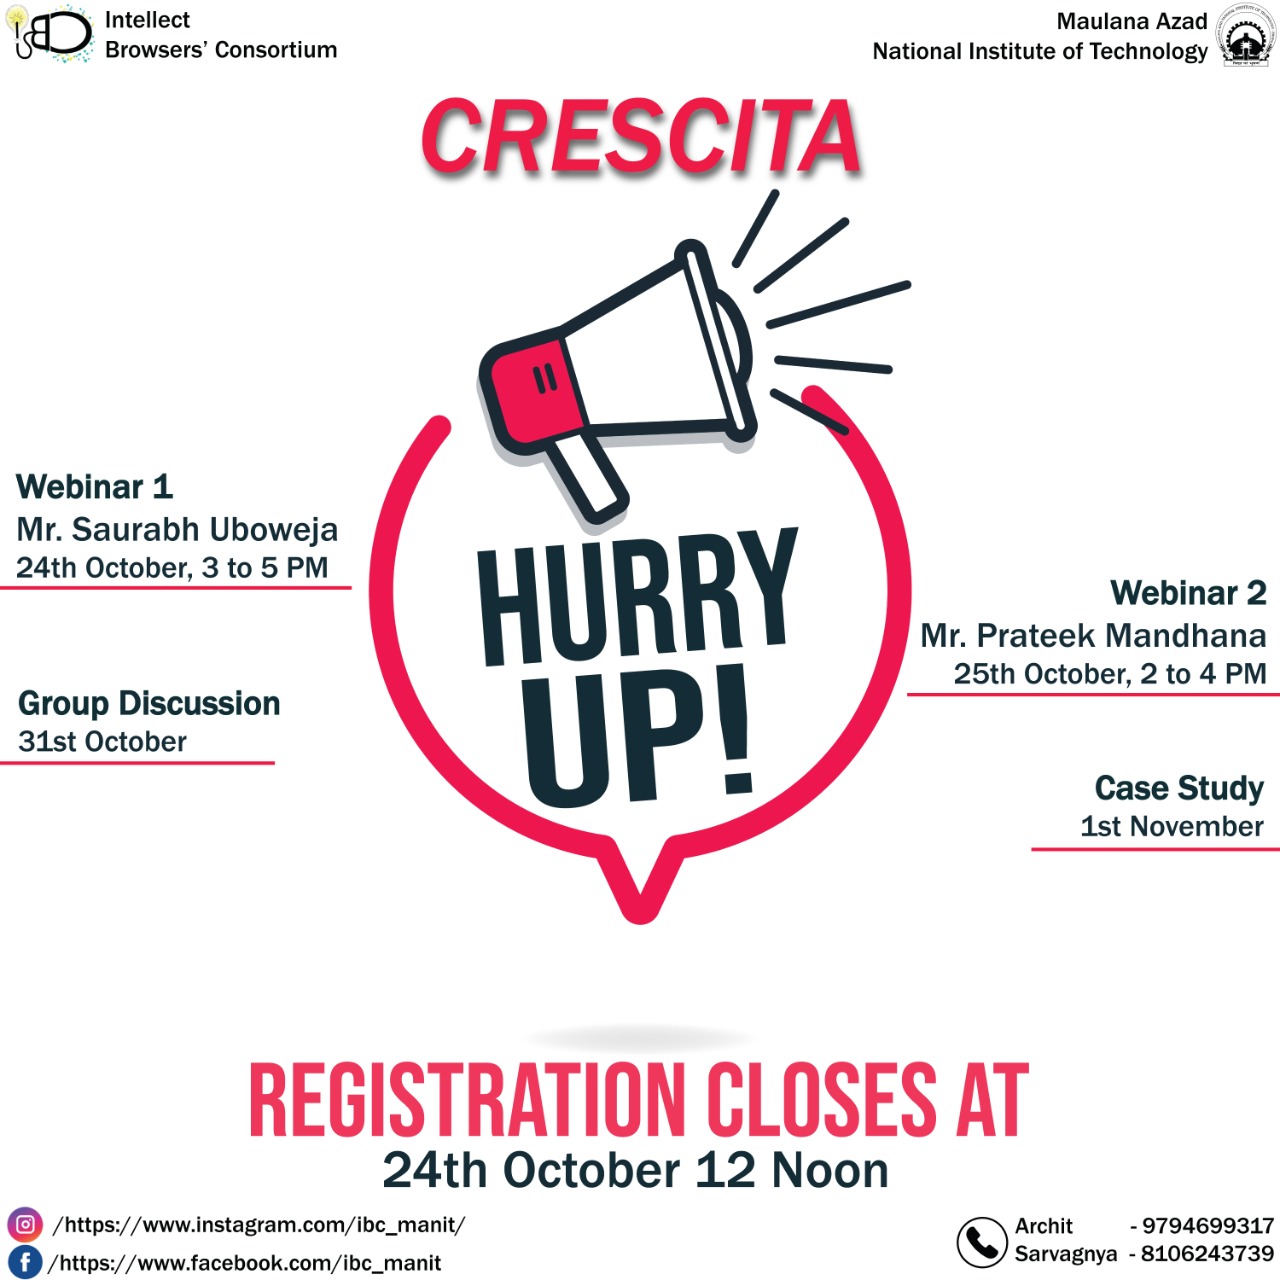 Intellect
Browsers’ Consortium
Maulana Azad
National Institute of Technology
CRESCITA
HURRY
UP!
Webinar 1
Mr. Saurabh Uboweja
24th October, 3 to 5 PM
Group Discussion
31st October
Webinar 2
Mr. Prateek Mandhana
25th October, 2 to 4 PM
Case Study
1st November
REGISTRATION CLOSES AT
24th October 12 Noon
/https://www.instagram.com/ibc_manit/
/https://www.facebook.com/ibc_manit
Archit - 9794699317
Sarvagnya - 8106243739